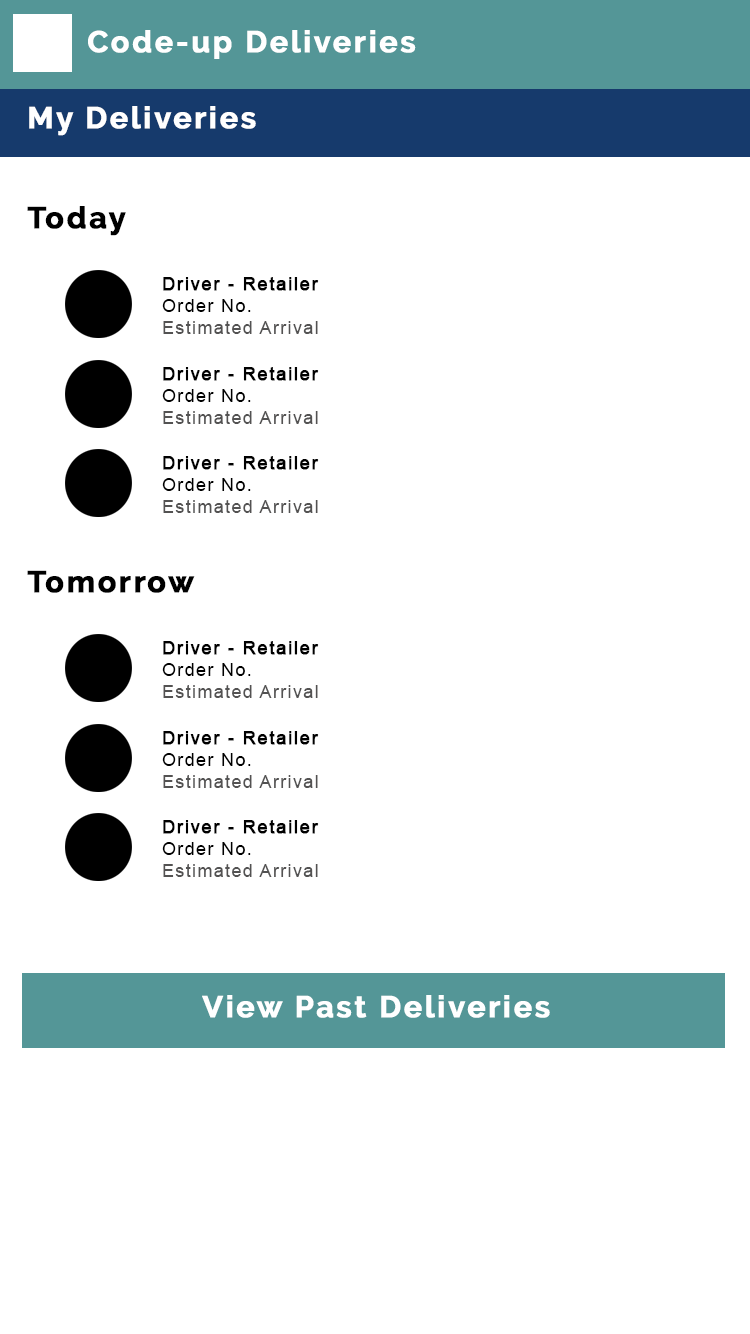 Code-up Deliveries
My Deliveries
Today
Driver - Retailer
Order No.
Estimated Arrival
Driver - Retailer
Order No.
Estimated Arrival
Driver - Retailer
Order No.
Estimated Arrival
Tomorrow
Driver - Retailer
Order No.
Estimated Arrival
Driver - Retailer
Order No.
Estimated Arrival
Driver - Retailer
Order No.
Estimated Arrival
View Past Deliveries